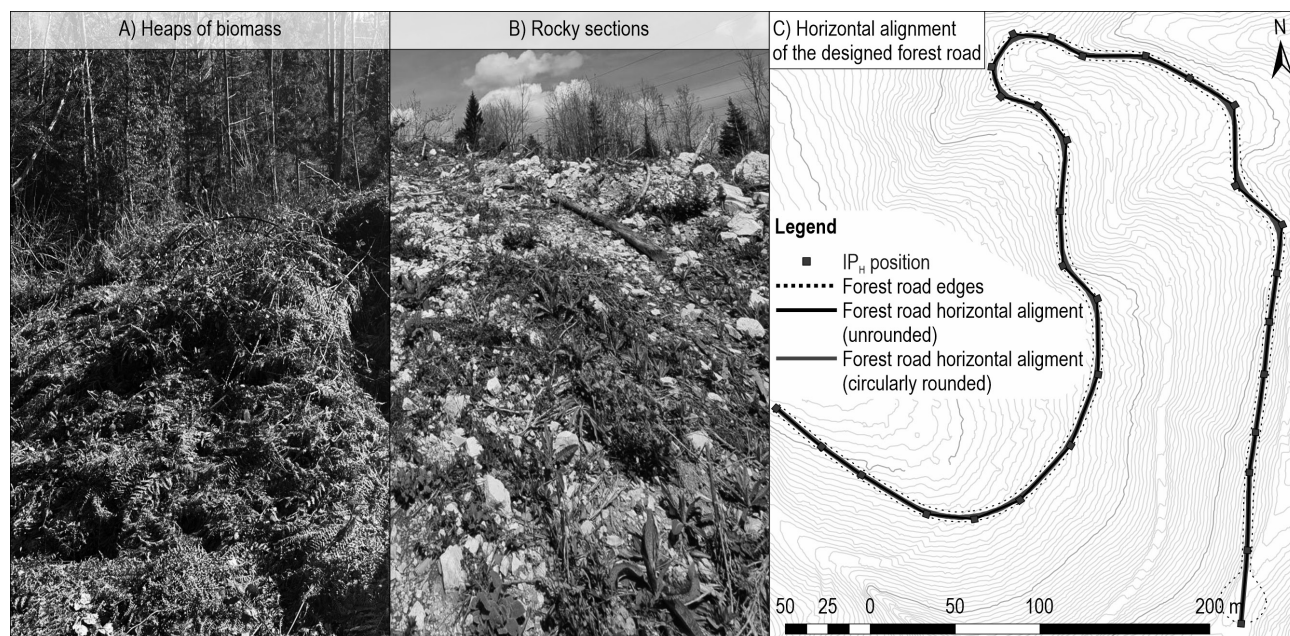 A) Heaps of biomass
B) Rocky sections
C) Horizontal alignment
of the designed forest road
N
Legend
IPH position
Forest road edges
Forest road horizontal aligment
(unrounded)
Forest road horizontal aligment
(circularly rounded)
50 25 0 50 100 200 m